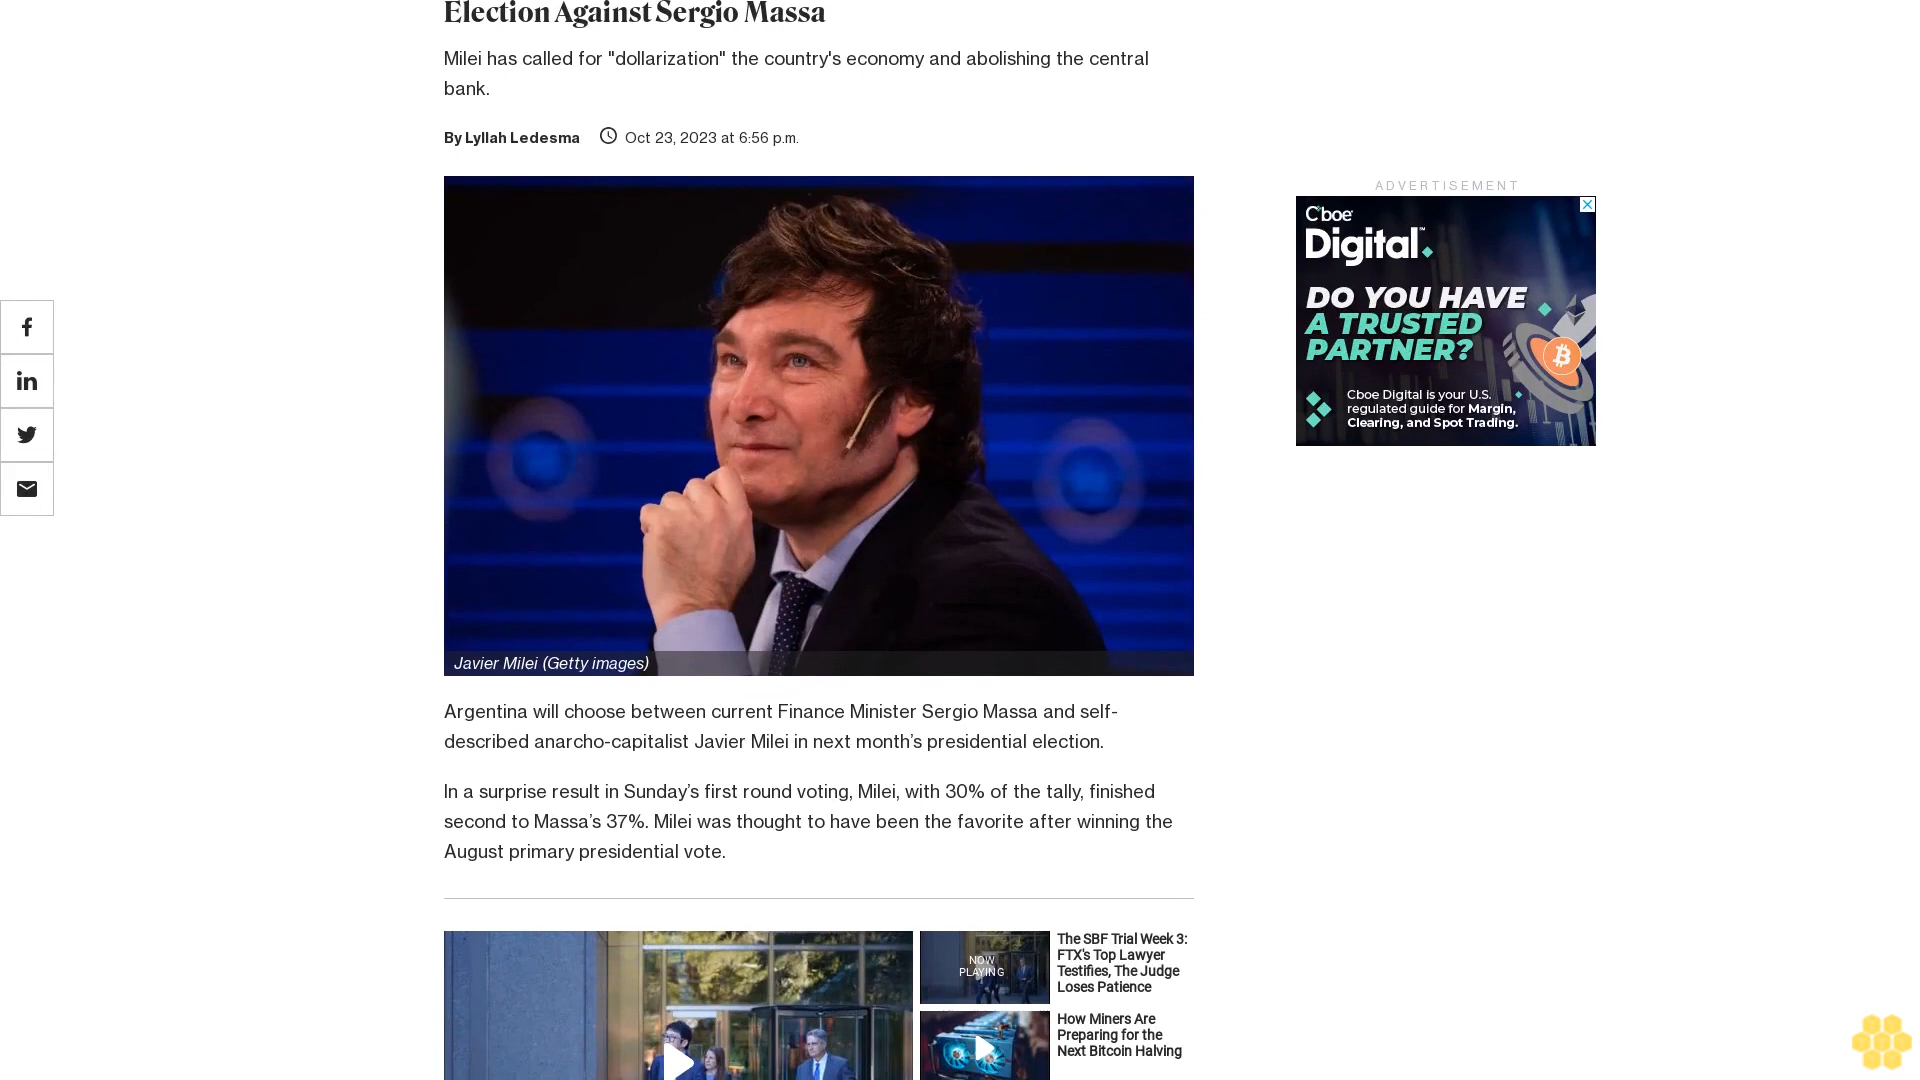 Election Against Sergio Massa
Milei has called for "dollarization" the country's economy and abolishing the central
bank.
By Lyllah Ledesma
Oct 23, 2023 at 6:56 p.m.
Javier Milei (Getty images)
Argentina will choose between current Finance Minister Sergio Massa and self-
described anarcho-capitalist Javier Milei in next month’s presidential election.
In a surprise result in Sunday’s first round voting, Milei, with 30% of the tally, finished
second to Massa’s 37%. Milei was thought to have been the favorite after winning the
August primary presidential vote.
NOW
PLAYING
The SBF Trial Week 3:
FTX's Top Lawyer
Testifies, The Judge
Loses Patience
How Miners Are
Preparing for the
Next Bitcoin Halving
ADVERTISEMENT
Cboe
Digital™
DO YOU HAVE
A TRUSTED
PARTNER?
Cboe Digital is your U.S.
regulated guide for Margin,
Clearing, and Spot Trading.